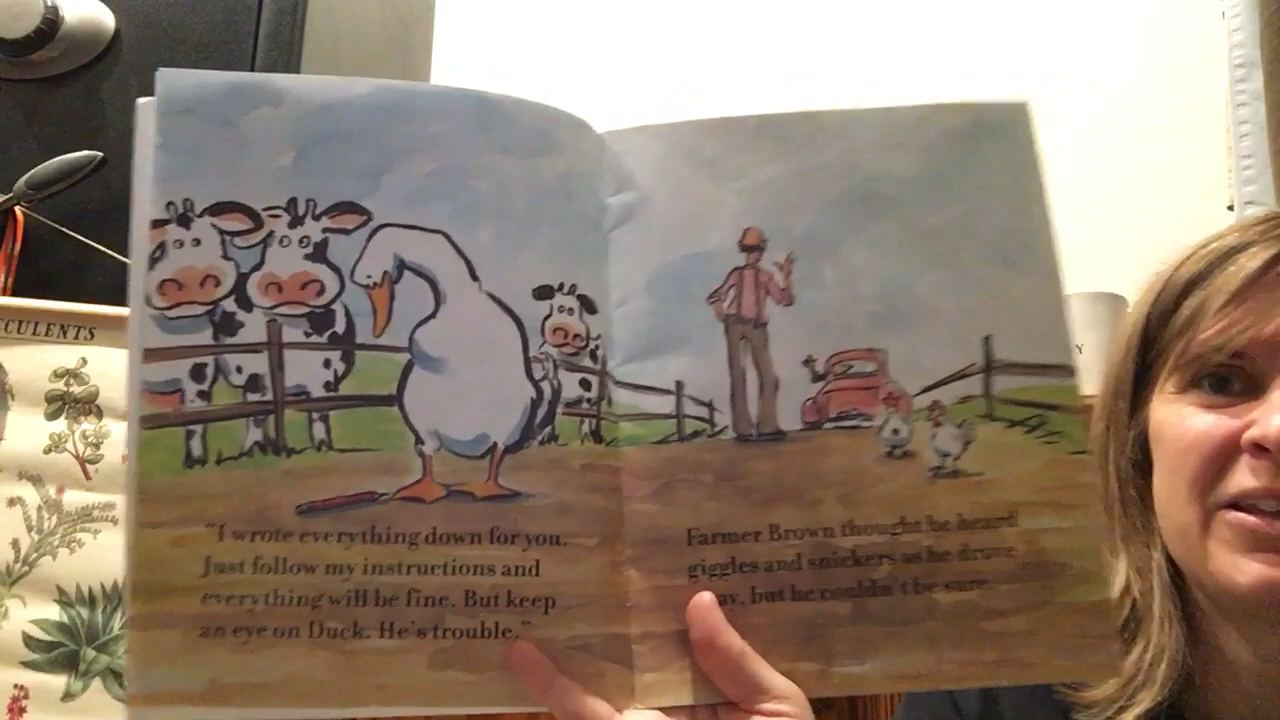 CCULENTS
"I wrote everything down for you.
Just follow my instructions and
everything will be fine. But keep
an eye on Duck. He's trouble."
Farmer Brown thought he heard
giggles and snickers as he drove
ay, but he couldn't be sure.
Y